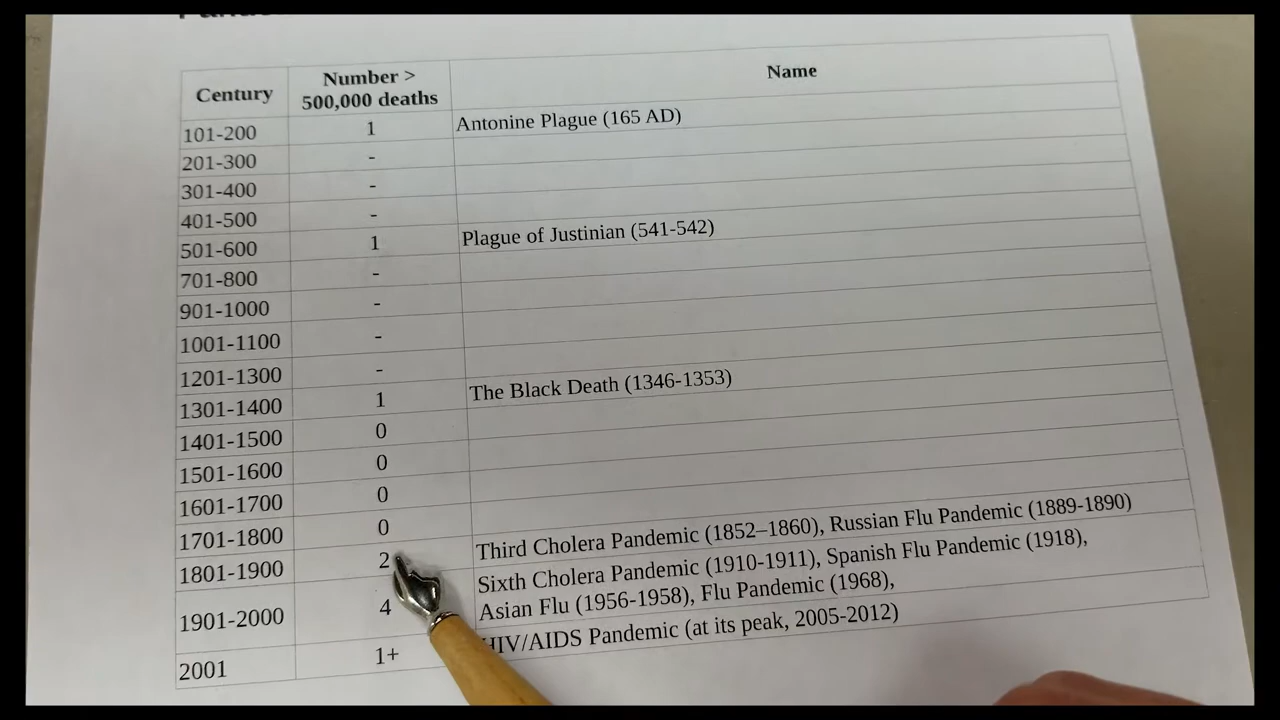 Century Number > 500,000 deaths Name
101-200 1 Antonine Plague (165 AD)
201-300 -
301-400 -
401-500 -
501-600 1 Plague of Justinian (541-542)
701-800 -
901-1000 -
1001-1100 -
1201-1300 -
1301-1400 1 The Black Death (1346-1353)
1401-1500 0
1501-1600 0
1601-1700 0
1701-1800 0
1801-1900 2 Third Cholera Pandemic (1852–1860), Russian Flu Pandemic (1889-1890)
1901-2000 4 Sixth Cholera Pandemic (1910-1911), Spanish Flu Pandemic (1918),
Asian Flu (1956-1958), Flu Pandemic (1968),
2001 1+ HIV/AIDS Pandemic (at its peak, 2005-2012)